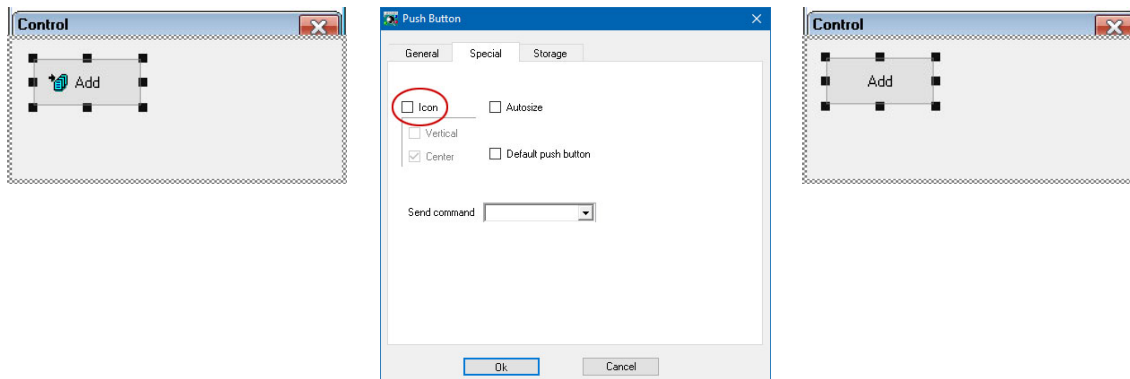 Control
Add
Push Button
General Special Storage
Icon Autosize
Vertical
Center Default push button
Send command
Ok Cancel
Control
Add